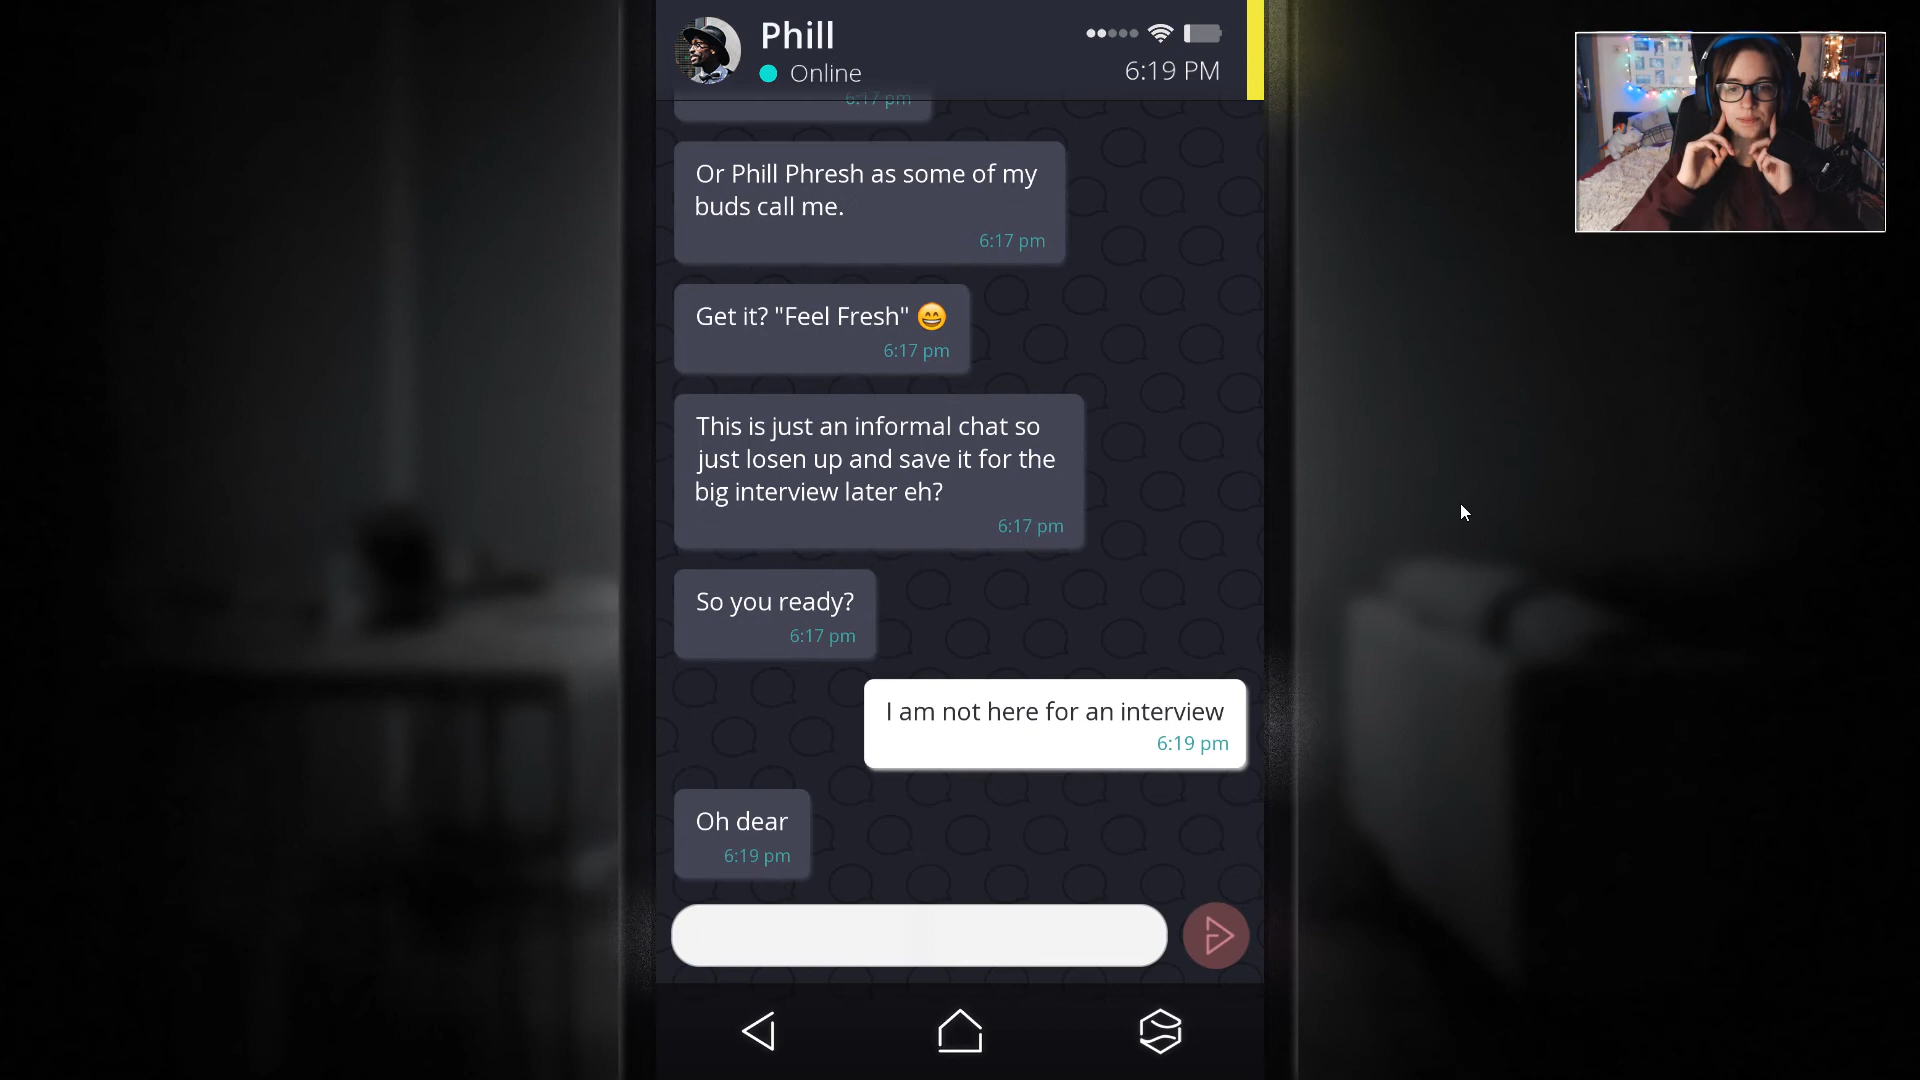 Phill
Online
6:19 PM
6:17 pm
Or Phill Phresh as some of my
buds call me.
6:17 pm
Get it? "Feel Fresh" 😄
6:17 pm
This is just an informal chat so
just losen up and save it for the
big interview later eh?
6:17 pm
So you ready?
6:17 pm
I am not here for an interview
6:19 pm
Oh dear
6:19 pm